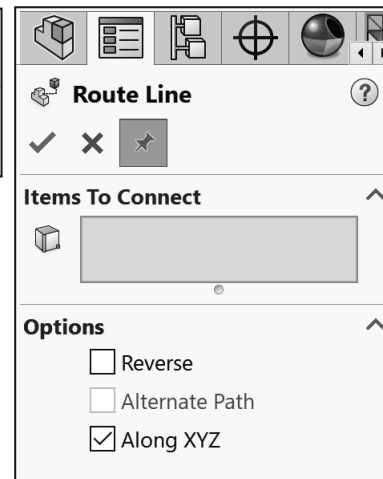 Route Line
?
Items To Connect
Options
Reverse
Alternate Path
Along XYZ